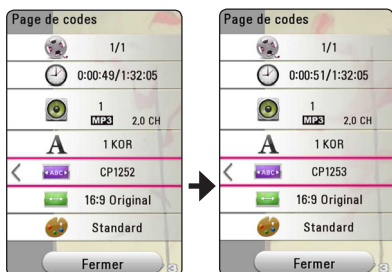 Page de codes
1/1
0:00:49/1:32:05
1
MP3 2,0 CH
A 1 KOR
ABC CP1252
16:9 Original
Standard
Fermer
Page de codes
1/1
0:00:51/1:32:05
1
MP3 2,0 CH
A 1 KOR
ABC CP1253
16:9 Original
Standard
Fermer